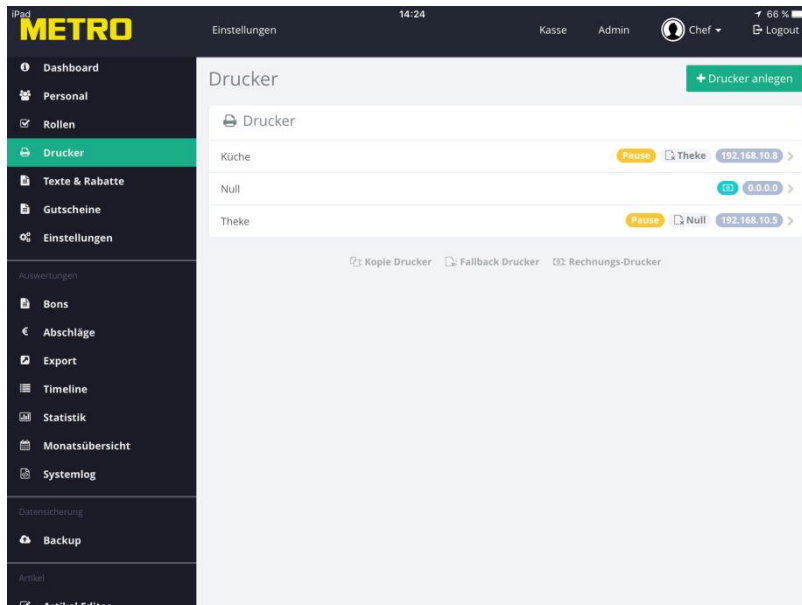 iPad 14:24 66 %
METRO Einstellungen Kasse Admin Chef Logout
Dashboard
Personal
Rollen
Drucker
Texte & Rabatte
Gutscheine
Einstellungen
Auswertungen
Bons
Abschläge
Export
Timeline
Statistik
Monatsübersicht
Systemlog
Datensicherung
Backup
Artikel
Artikel Editor
Drucker + Drucker anlegen
Drucker
Küche Pause Theke 192.168.10.8
Null 0.0.0.0
Theke Pause Null 192.168.10.5
: Kopie Drucker : Fallback Drucker : Rechnungs-Drucker